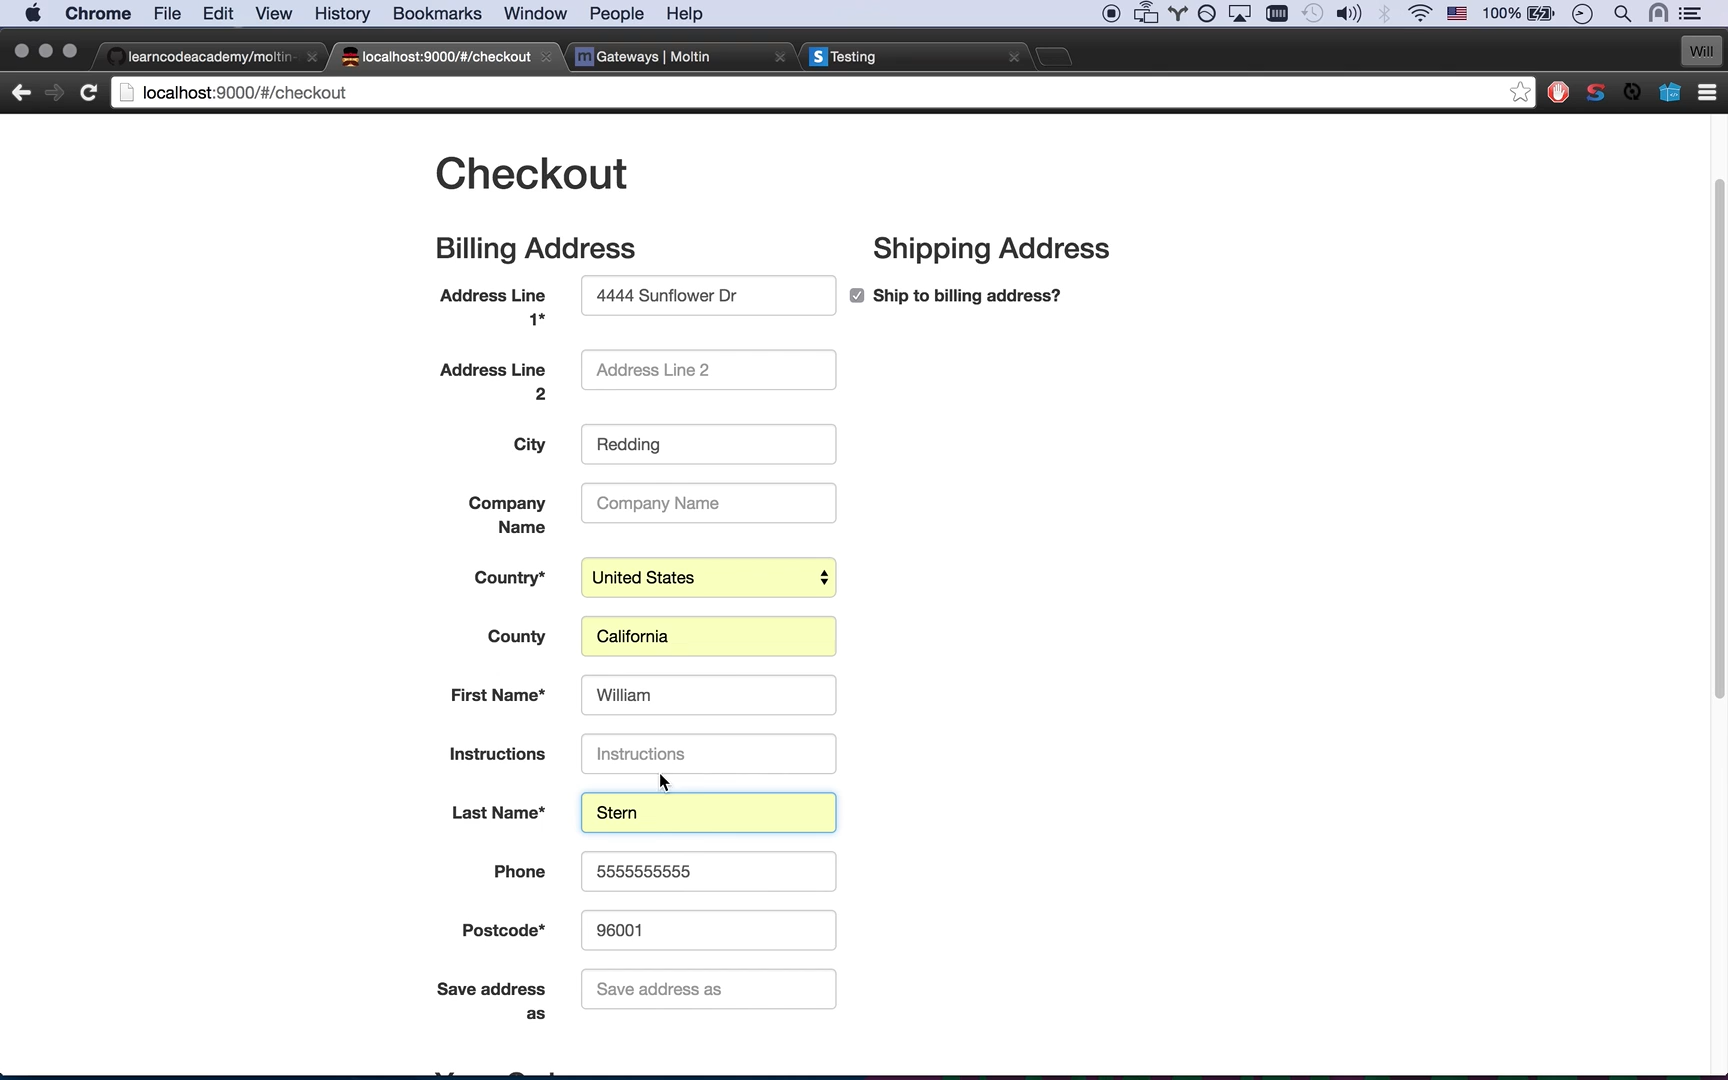 Chrome File Edit View History Bookmarks Window People Help 100%
learncodeacademy/moltin- localhost:9000/#/checkout Gateways | Moltin Testing Will
localhost:9000/#/checkout
Checkout
Billing Address Shipping Address
Address Line 4444 Sunflower Dr Ship to billing address?
1*
Address Line Address Line 2
2
City Redding
Company Company Name
Name
Country* United States
County California
First Name* William
Instructions Instructions
Last Name* Stern
Phone 5555555555
Postcode* 96001
Save address Save address as
as